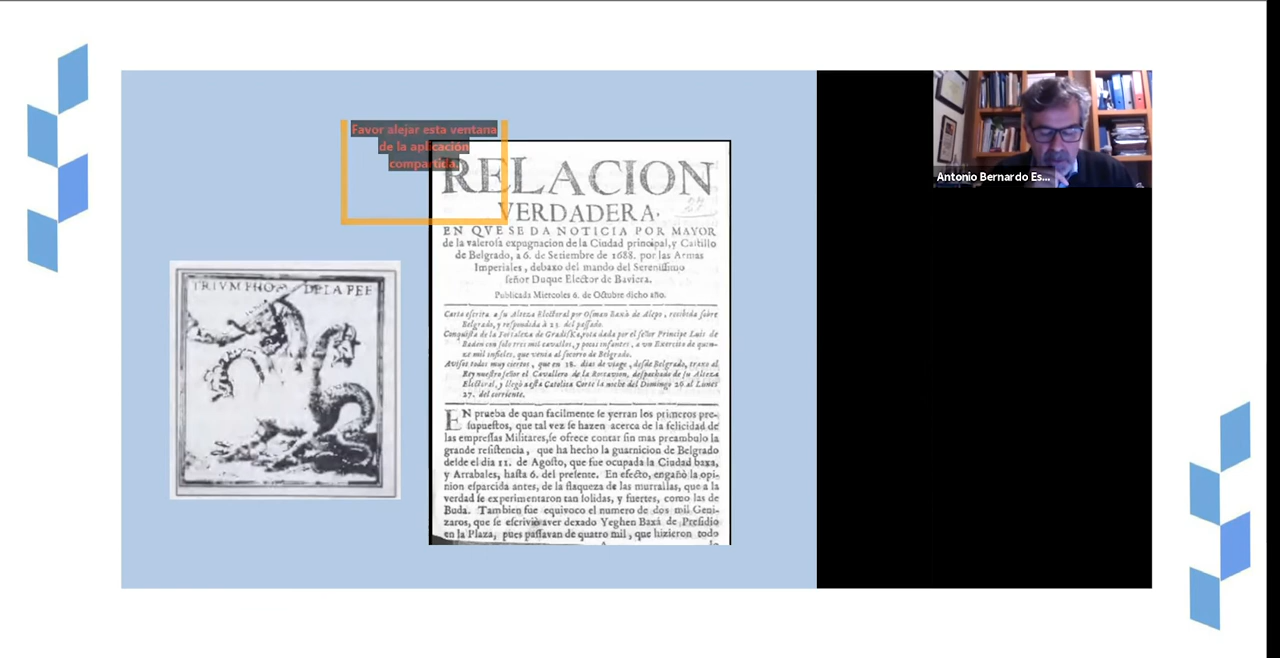 Favor alejar esta ventana
de la aplicación
compartida.
TRIVMPHO DE LA FEE
RELACION
VERDADERA.
EN QVE SE DA NOTICIA POR MAYOR
de la valerosa expugnacion de la Ciudad principal, y Castillo
de Belgrado, a 6. de Setiembre de 1688. por las Armas
Imperiales, debaxo del mando del Serenissimo
señor Duque Elector de Baviera.
Publicada Miercoles 6. de Octubre dicho año.
Carta escrita a su Alteza Electoral por Osman Baxà de Alepo, recibida sobre
Belgrado, y respondida à 23. del passado.
Conquista de la Fortaleza de Gradiska, rota dada por el señor Principe Luis de
Baden con solo tres mil cavallos, y pocos infantes, a vn Exercito de quin-
ze mil infieles, que venia al socorro de Belgrado.
Avisos todos muy ciertos, que en 18. dias de viage, desde Belgrado, traxo al
Rey nuestro señor el Cavallero de la despachado de su Alteza
Electoral, y llegò a esta Catolica Corte la noche del Domingo 26. al Lunes
27. del corriente.
EN prueba de quan facilmente se yerran los primeros pre-
supuestos, que tal vez se hazen acerca de la felicidad de
las empressas Militares, se ofrece contar sin mas preambulo la
grande resistencia, que ha hecho la guarnicion de Belgrado
desde el dia 11. de Agosto, que fue ocupada la Ciudad baxa,
y Arrabales, hasta 6. del presente. En efecto, engañò la opi-
nion esparcida antes, de la flaqueza de las murallas, que a la
verdad se experimentaron tan solidas, y fuertes, como las de
Buda. Tambien fue equivoco el numero de dos mil Geni-
zaros, que se escriviò aver dexado Yeghen Baxà de Presidio
en la Plaza, pues passavan de quatro mil, que hizieron todo
lo
Antonio Bernardo Es...